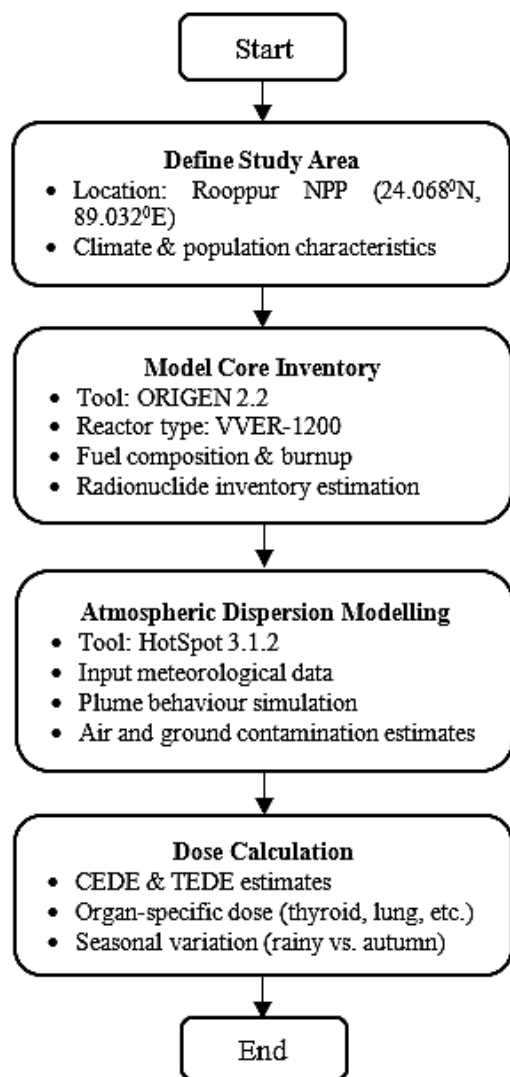 Start
Define Study Area
• Location: Rooppur NPP (24.068⁰N,
89.032⁰E)
• Climate & population characteristics
Model Core Inventory
• Tool: ORIGEN 2.2
• Reactor type: VVER-1200
• Fuel composition & burnup
• Radionuclide inventory estimation
Atmospheric Dispersion Modelling
• Tool: HotSpot 3.1.2
• Input meteorological data
• Plume behaviour simulation
• Air and ground contamination estimates
Dose Calculation
• CEDE & TEDE estimates
• Organ-specific dose (thyroid, lung, etc.)
• Seasonal variation (rainy vs. autumn)
End